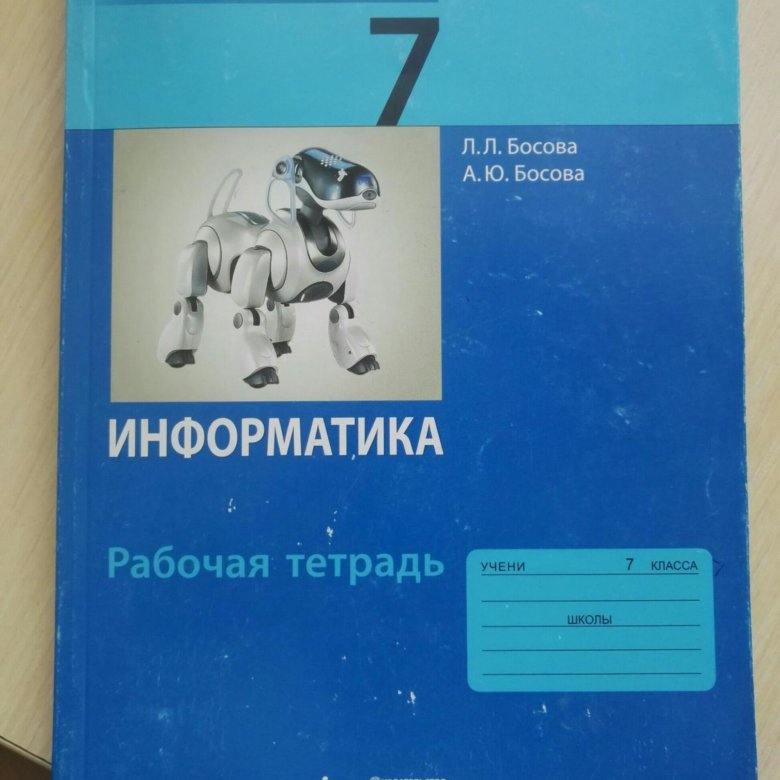 7
Л.Л. Босова
А.Ю. Босова
ИНФОРМАТИКА
Рабочая тетрадь
УЧЕНИ 7 КЛАССА
ШКОЛЫ